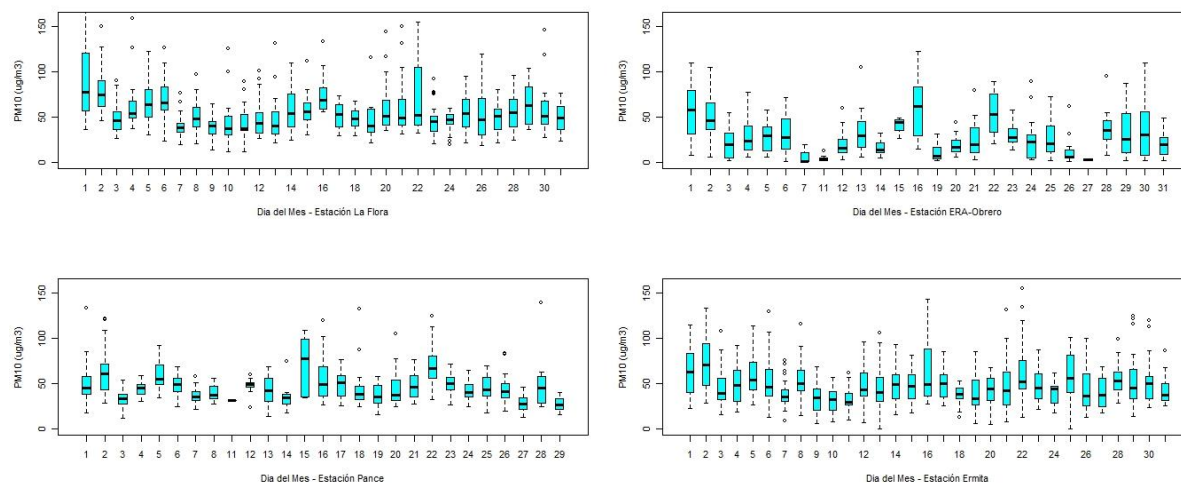 PM10 (ug/m3)
150
100
50
0
1 2 3 4 5 6 7 8 9 10 12 14 16 18 20 22 24 26 28 30
Dia del Mes - Estación La Flora
PM10 (ug/m3)
150
100
50
0
1 2 3 4 5 6 7 11 12 13 14 15 16 19 20 21 22 23 24 25 26 27 28 29 30 31
Dia del Mes - Estación ERA-Obrero
PM10 (ug/m3)
150
100
50
0
1 2 3 4 5 6 7 8 11 12 13 14 15 16 17 18 19 20 21 22 23 24 25 26 27 28 29
Dia del Mes - Estación Pance
PM10 (ug/m3)
150
100
50
0
1 2 3 4 5 6 7 8 9 10 12 14 16 18 20 22 24 26 28 30
Dia del Mes - Estación Ermita